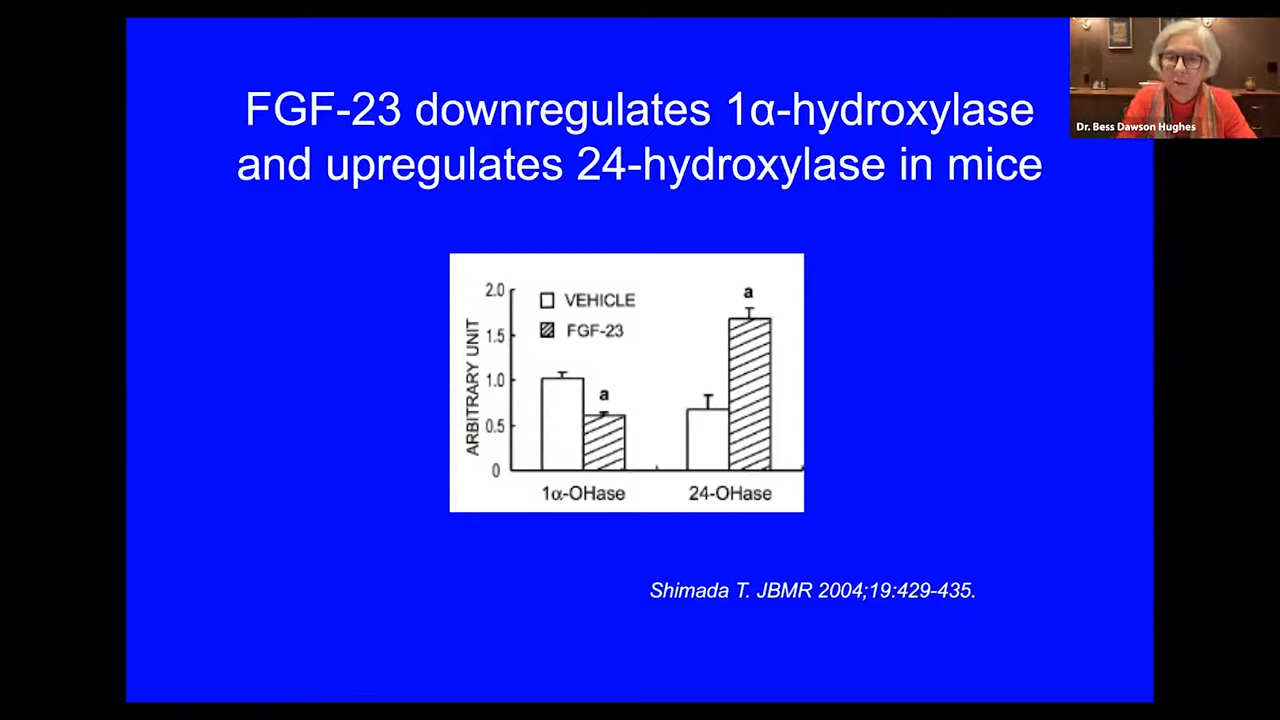 FGF-23 downregulates 1α-hydroxylase
and upregulates 24-hydroxylase in mice
Dr. Bess Dawson Hughes
ARBITRARY UNIT
2.0
1.5
1.0
0.5
0
VEHICLE
FGF-23
a
a
1α-OHase
24-OHase
Shimada T. JBMR 2004;19:429-435.